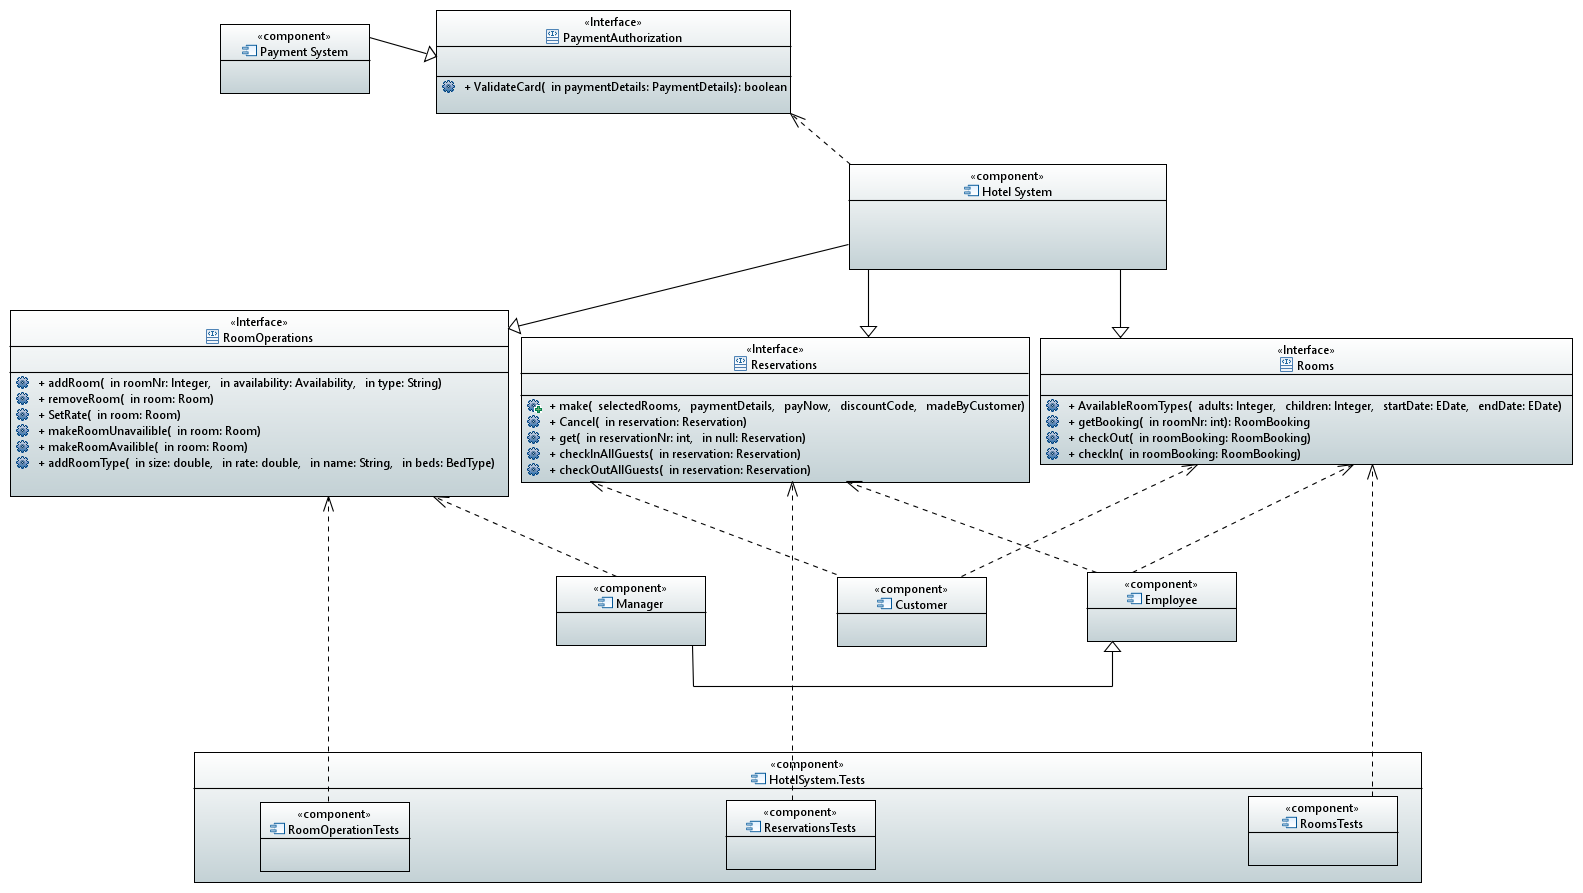 «component»
Payment System
«Interface»
PaymentAuthorization
+ ValidateCard( in paymentDetails: PaymentDetails): boolean
«component»
Hotel System
«Interface»
RoomOperations
+ addRoom( in roomNr: Integer, in availability: Availability, in type: String)
+ removeRoom( in room: Room)
+ SetRate( in room: Room)
+ makeRoomUnavailible( in room: Room)
+ makeRoomAvailible( in room: Room)
+ addRoomType( in size: double, in rate: double, in name: String, in beds: BedType)
«Interface»
Reservations
+ make( selectedRooms, paymentDetails, payNow, discountCode, madeByCustomer)
+ Cancel( in reservation: Reservation)
+ get( in reservationNr: int, in null: Reservation)
+ checkInAllGuests( in reservation: Reservation)
+ checkOutAllGuests( in reservation: Reservation)
«Interface»
Rooms
+ AvailableRoomTypes( adults: Integer, children: Integer, startDate: EDate, endDate: EDate)
+ getBooking( in roomNr: int): RoomBooking
+ checkOut( in roomBooking: RoomBooking)
+ checkIn( in roomBooking: RoomBooking)
«component»
Manager
«component»
Customer
«component»
Employee
«component»
HotelSystem.Tests
«component»
RoomOperationTests
«component»
ReservationsTests
«component»
RoomsTests